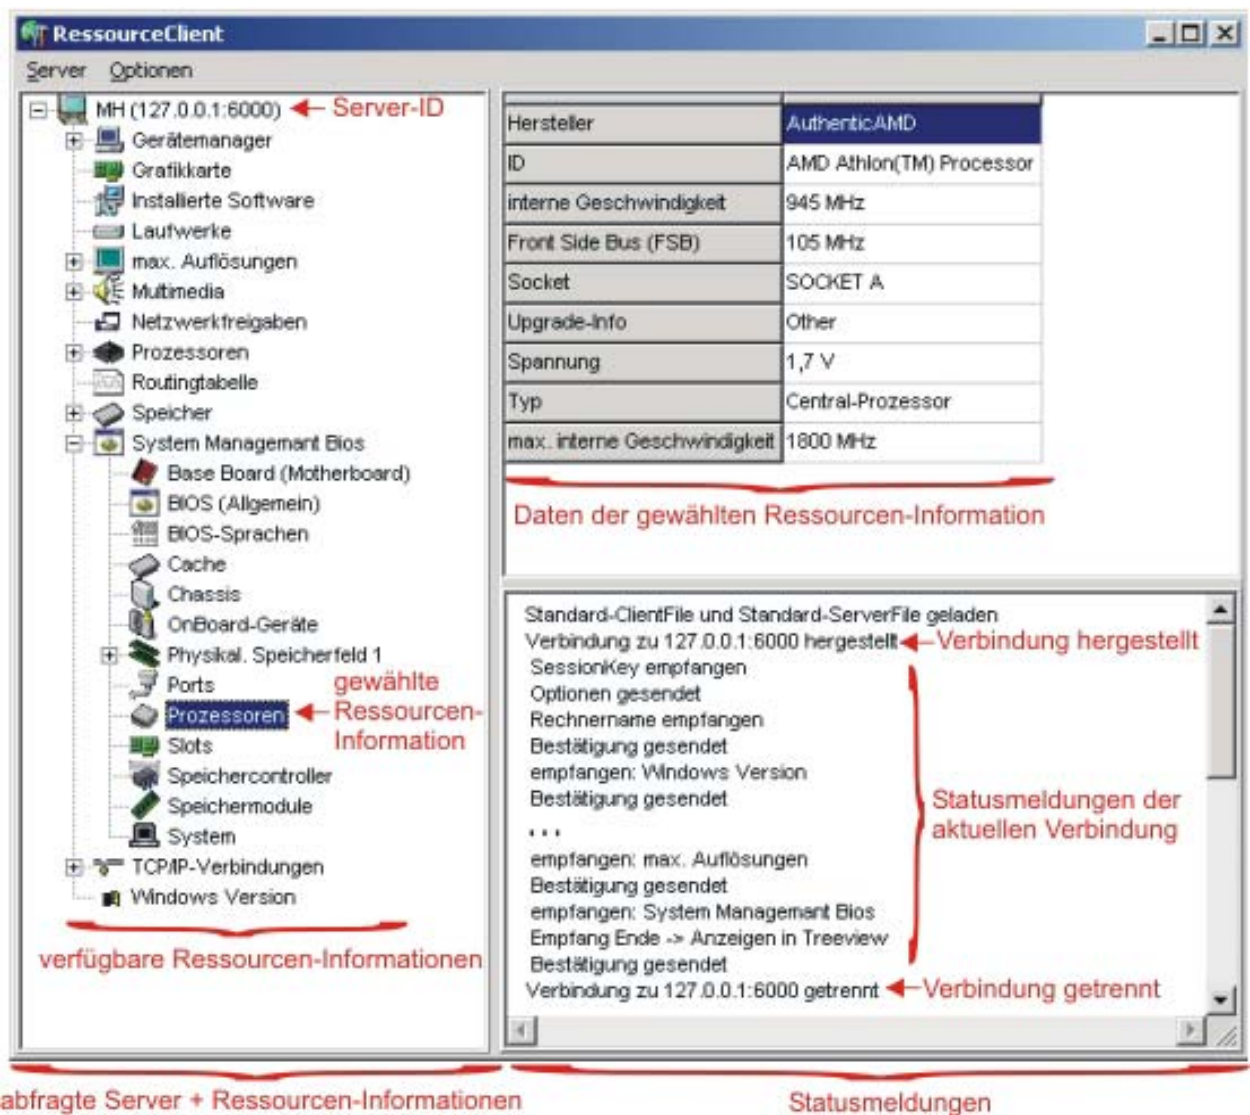 RessourceClient
Server Optionen
MH (127.0.0.1:6000) Server-ID
Gerätemanager
Grafikkarte
Installierte Software
Laufwerke
max. Auflösungen
Multimedia
Netzwerkfreigaben
Prozessoren
Routingtabelle
Speicher
System Managemant Bios
Base Board (Motherboard)
BIOS (Allgemein)
BIOS-Sprachen
Cache
Chassis
OnBoard-Geräte
Physikal. Speicherfeld 1
Ports
Prozessoren
gewählte
Ressourcen-
Information
Slots
Speichercontroller
Speichermodule
System
TCP/IP-Verbindungen
Windows Version
verfügbare Ressourcen-Informationen
Hersteller AuthenticAMD
ID AMD Athlon(TM) Processor
interne Geschwindigkeit 945 MHz
Front Side Bus (FSB) 105 MHz
Socket SOCKET A
Upgrade-Info Other
Spannung 1,7 V
Typ Central-Prozessor
max. interne Geschwindigkeit 1800 MHz
Daten der gewählten Ressourcen-Information
Standard-ClientFile und Standard-ServerFile geladen
Verbindung zu 127.0.0.1:6000 hergestellt Verbindung hergestellt
SessionKey empfangen
Optionen gesendet
Rechnername empfangen
Bestätigung gesendet
empfangen: Windows Version
Bestätigung gesendet
...
empfangen: max. Auflösungen
Bestätigung gesendet
empfangen: System Managemant Bios
Empfang Ende -> Anzeigen in Treeview
Bestätigung gesendet
Statusmeldungen der
aktuellen Verbindung
Verbindung zu 127.0.0.1:6000 getrennt Verbindung getrennt
abfragte Server + Ressourcen-Informationen
Statusmeldungen